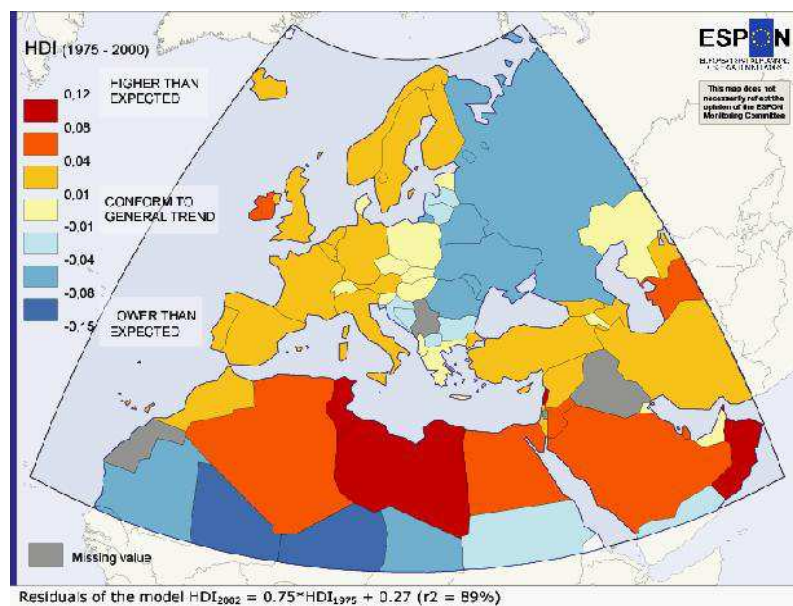 HDI (1975 - 2000)
HIGHER THAN
EXPECTED
0,12
0,08
0,04
0,01
CONFORM TO
GENERAL TREND
-0,01
-0,04
-0,08
LOWER THAN
EXPECTED
-0,15
ESPON
This map does not
necessarily reflect the
opinion of the ESPON
Monitoring Committee
Missing value
Residuals of the model HDI2002 = 0.75*HDI1975 + 0.27 (r2 = 89%)